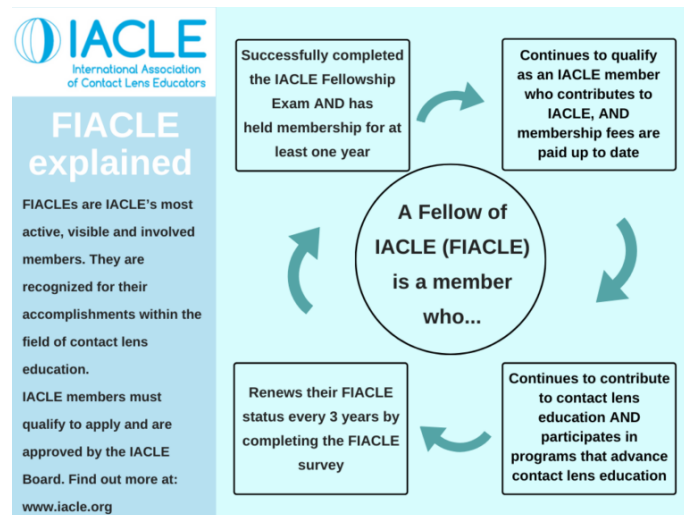 IACLE
International Association
of Contact Lens Educators
FIACLE
explained
FIACLEs are IACLE's most
active, visible and involved
members. They are
recognized for their
accomplishments within the
field of contact lens
education.
IACLE members must
qualify to apply and are
approved by the IACLE
Board. Find out more at:
www.iacle.org
A Fellow of
IACLE (FIACLE)
is a member
who...
Successfully completed
the IACLE Fellowship
Exam AND has
held membership for at
least one year
Continues to qualify
as an IACLE member
who contributes to
IACLE, AND
membership fees are
paid up to date
Continues to contribute
to contact lens
education AND
participates in
programs that advance
contact lens education
Renews their FIACLE
status every 3 years by
completing the FIACLE
survey